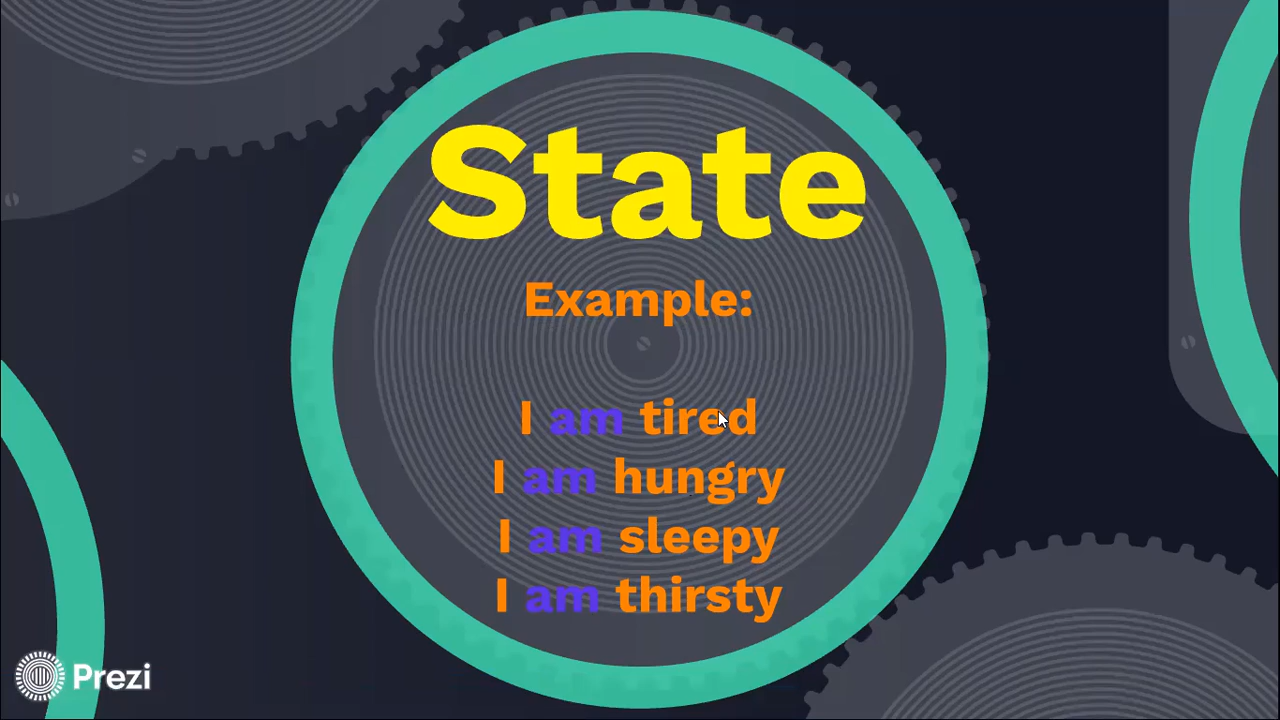 State
Example:
I am tired
I am hungry
I am sleepy
I am thirsty
Prezi